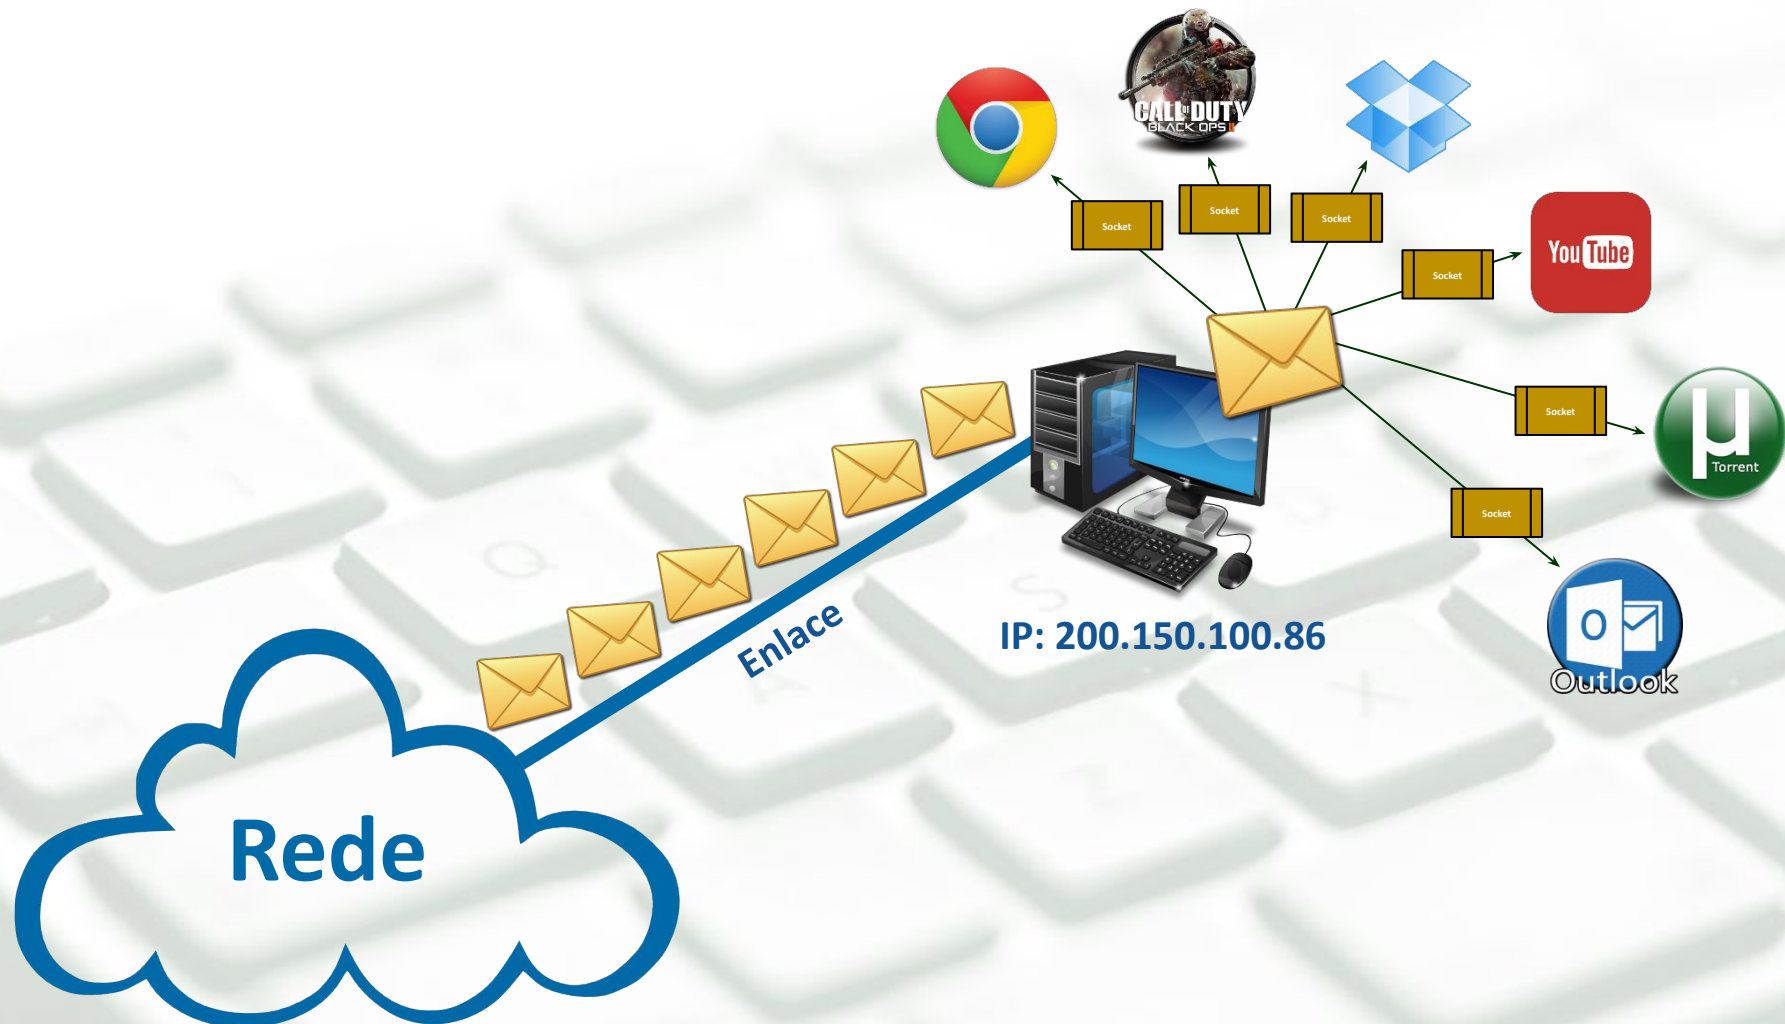 CALL OF DUTY
BLACK OPS II
Socket
Socket
Socket
Socket
You Tube
Socket
µ
Torrent
Socket
O
Outlook
Enlace
IP: 200.150.100.86
Rede